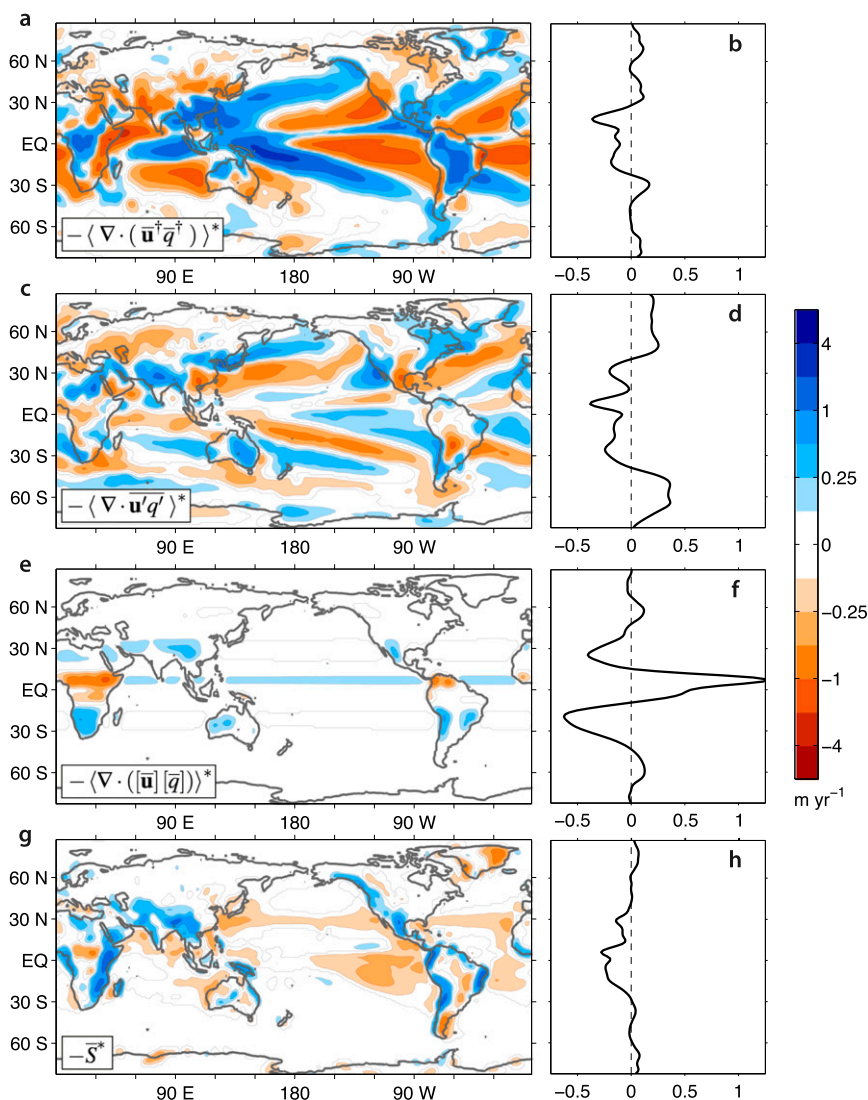 a
b
60 N
30 N
EQ
30 S
60 S
− ⟨ ∇ · ( u̅† q̅† ) ⟩*
90 E
180
90 W
−0.5
0
0.5
1
c
d
60 N
30 N
EQ
30 S
60 S
− ⟨ ∇ · \overline{u′q′} ⟩*
90 E
180
90 W
−0.5
0
0.5
1
e
f
60 N
30 N
EQ
30 S
60 S
− ⟨∇ · ([u̅] [q̅])⟩*
90 E
180
90 W
−0.5
0
0.5
1
g
h
60 N
30 N
EQ
30 S
60 S
− S̅*
90 E
180
90 W
−0.5
0
0.5
1
4
1
0.25
0
−0.25
−1
−4
m yr⁻¹